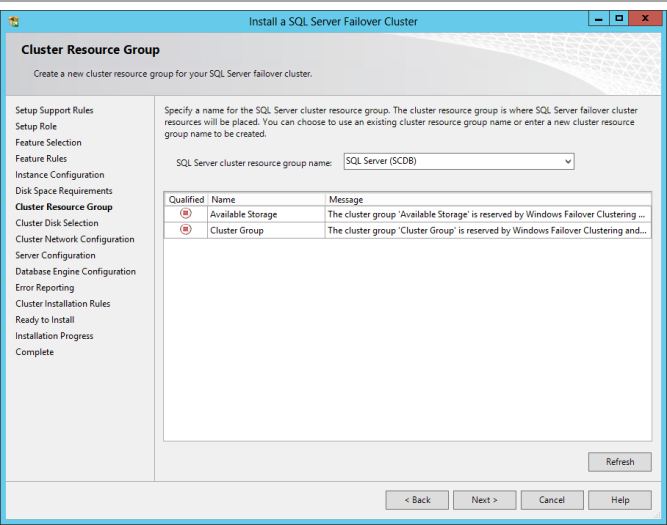 Install a SQL Server Failover Cluster
Cluster Resource Group
Create a new cluster resource group for your SQL Server failover cluster.
Setup Support Rules
Setup Role
Feature Selection
Feature Rules
Instance Configuration
Disk Space Requirements
Cluster Resource Group
Cluster Disk Selection
Cluster Network Configuration
Server Configuration
Database Engine Configuration
Error Reporting
Cluster Installation Rules
Ready to Install
Installation Progress
Complete
Specify a name for the SQL Server cluster resource group. The cluster resource group is where SQL Server failover cluster
resources will be placed. You can choose to use an existing cluster resource group name or enter a new cluster resource
group name to be created.
SQL Server cluster resource group name: SQL Server (SCDB)
Qualified Name Message
Available Storage The cluster group 'Available Storage' is reserved by Windows Failover Clustering ...
Cluster Group The cluster group 'Cluster Group' is reserved by Windows Failover Clustering and...
Refresh
< Back Next > Cancel Help